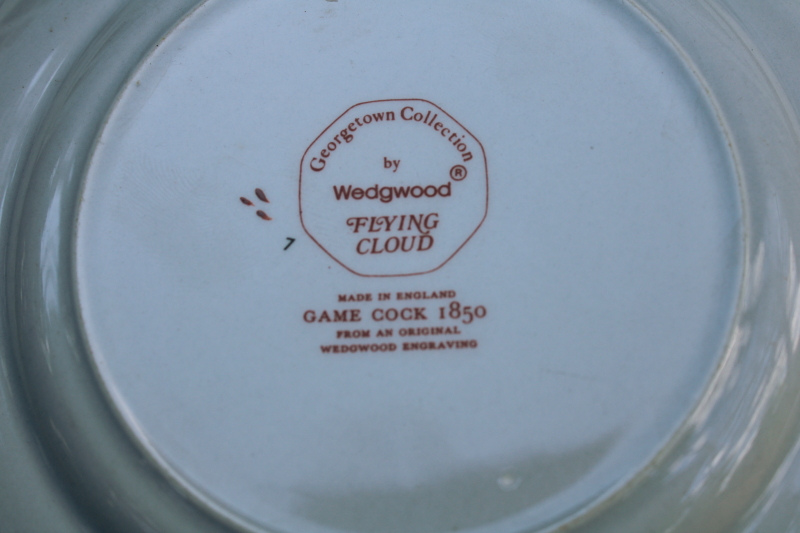 Georgetown Collection
by
Wedgwood®
FLYING
CLOUD
7
MADE IN ENGLAND
GAME COCK 1850
FROM AN ORIGINAL
WEDGWOOD ENGRAVING